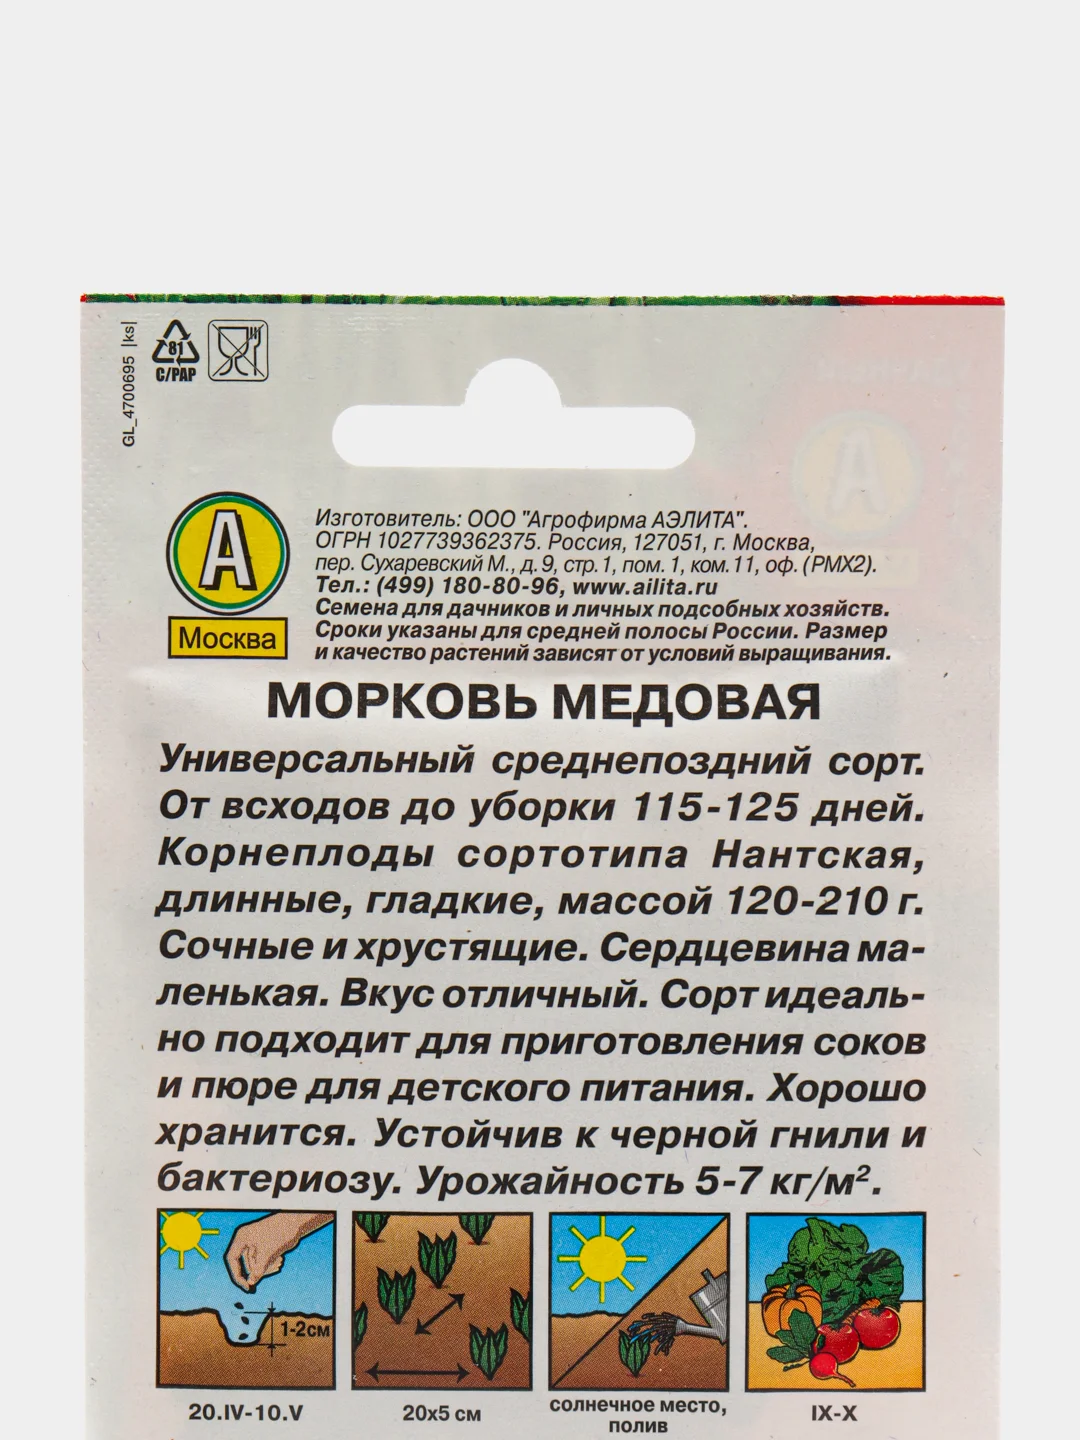 GL_4700695 |ks|
81
C/PAP
A
Москва
Изготовитель: ООО "Агрофирма АЭЛИТА".
ОГРН 1027739362375. Россия, 127051, г. Москва,
пер. Сухаревский М., д. 9, стр. 1, пом. 1, ком. 11, оф. (РМХ2).
Тел.: (499) 180-80-96, www.ailita.ru
Семена для дачников и личных подсобных хозяйств.
Сроки указаны для средней полосы России. Размер
и качество растений зависят от условий выращивания.
МОРКОВЬ МЕДОВАЯ
Универсальный среднепоздний сорт.
От всходов до уборки 115-125 дней.
Корнеплоды сортотипа Нантская,
длинные, гладкие, массой 120-210 г.
Сочные и хрустящие. Сердцевина ма-
ленькая. Вкус отличный. Сорт идеаль-
но подходит для приготовления соков
и пюре для детского питания. Хорошо
хранится. Устойчив к черной гнили и
бактериозу. Урожайность 5-7 кг/м².
1-2см
20.IV-10.V
20x5 см
солнечное место,
полив
IX-X